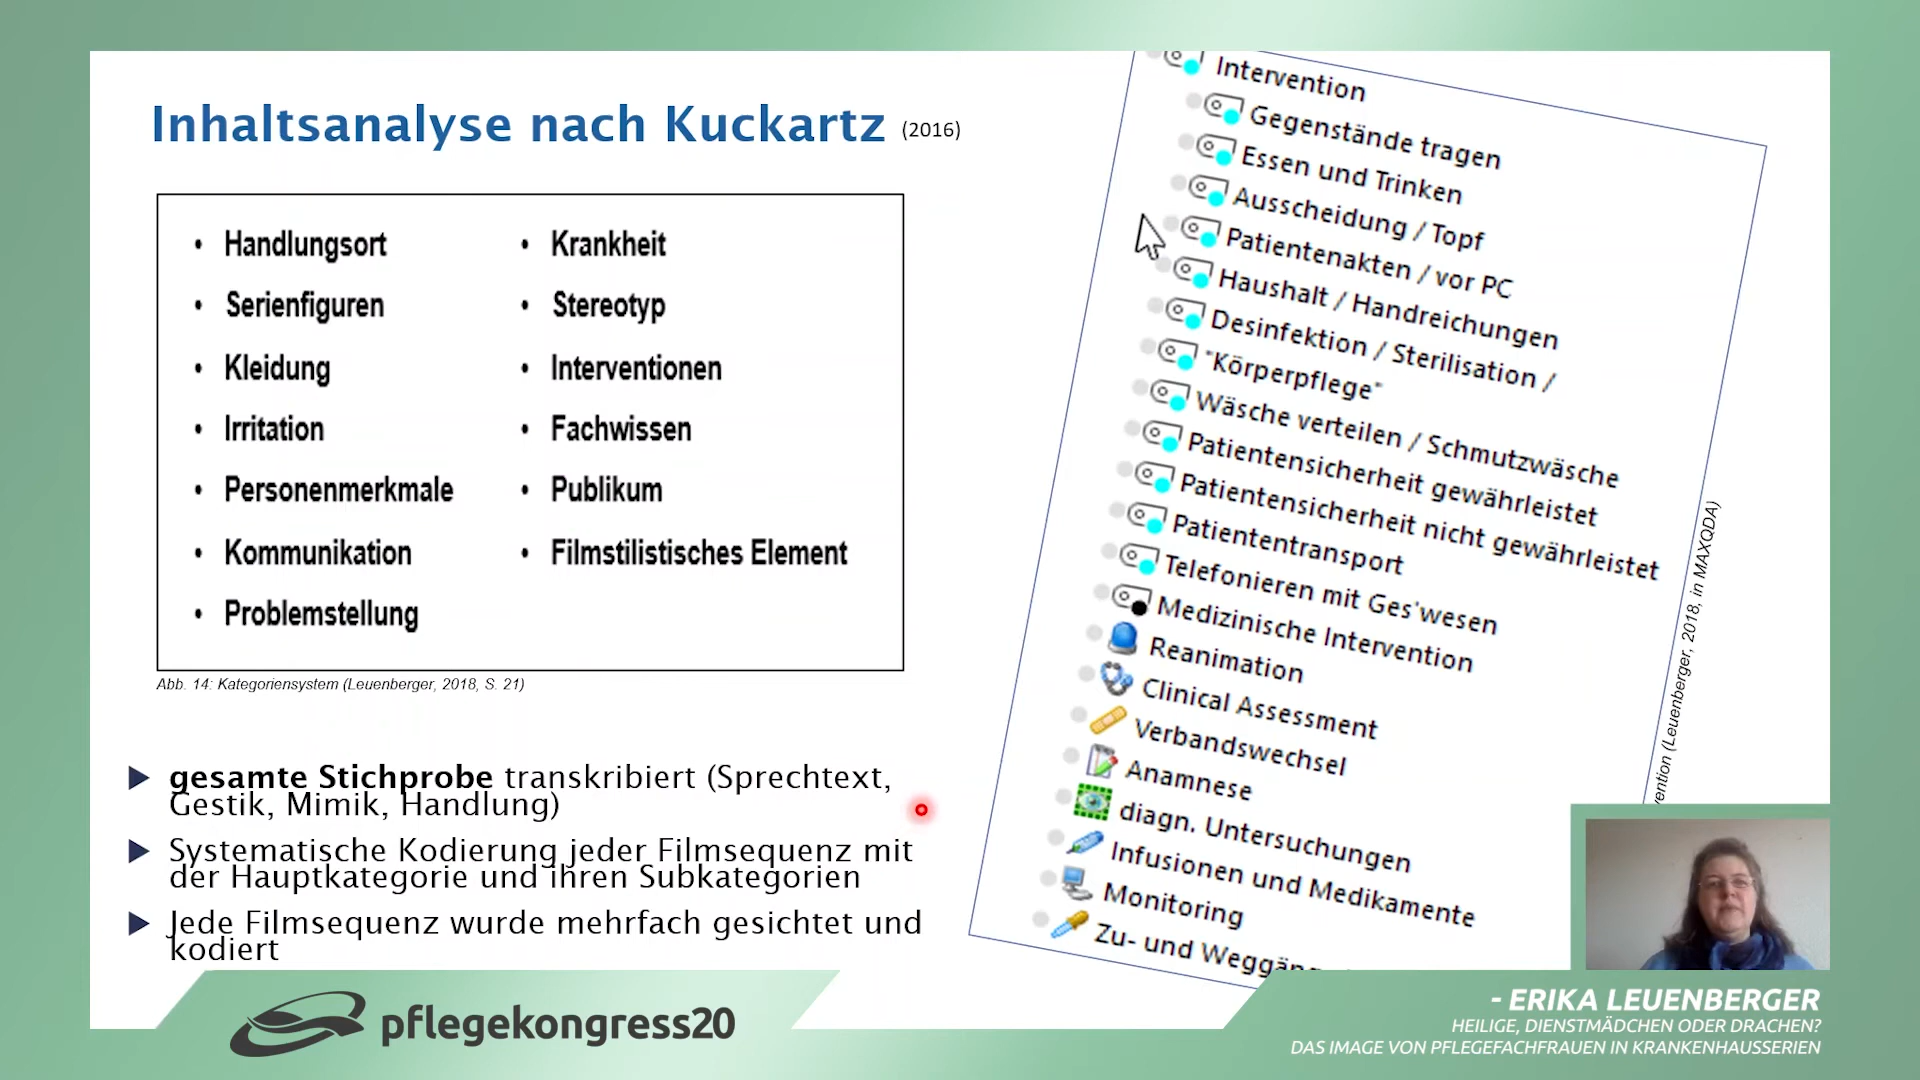 Inhaltsanalyse nach Kuckartz (2016)
• Handlungsort
• Serienfiguren
• Kleidung
• Irritation
• Personenmerkmale
• Kommunikation
• Problemstellung
• Krankheit
• Stereotyp
• Interventionen
• Fachwissen
• Publikum
• Filmstilistisches Element
Abb. 14: Kategoriensystem (Leuenberger, 2018, S. 21)
gesamte Stichprobe transkribiert (Sprechtext,
Gestik, Mimik, Handlung)
Systematische Kodierung jeder Filmsequenz mit
der Hauptkategorie und ihren Subkategorien
Jede Filmsequenz wurde mehrfach gesichtet und
kodiert
Intervention
Gegenstände tragen
Essen und Trinken
Ausscheidung / Topf
Patientenakten / vor PC
Haushalt / Handreichungen
Desinfektion / Sterilisation /
"Körperpflege"
Wäsche verteilen / Schmutzwäsche
Patientensicherheit gewährleistet
Patientensicherheit nicht gewährleistet
Patiententransport
Telefonieren mit Ges'wesen
Medizinische Intervention
Reanimation
Clinical Assessment
Verbandswechsel
Anamnese
diagn. Untersuchungen
Infusionen und Medikamente
Monitoring
Zu- und
(Leuenberger, 2018, in MAXQDA)
pflegekongress20
- ERIKA LEUENBERGER
HEILIGE, DIENSTMÄDCHEN ODER DRACHEN?
DAS IMAGE VON PFLEGEFACHFRAUEN IN KRANKENHAUSSERIEN